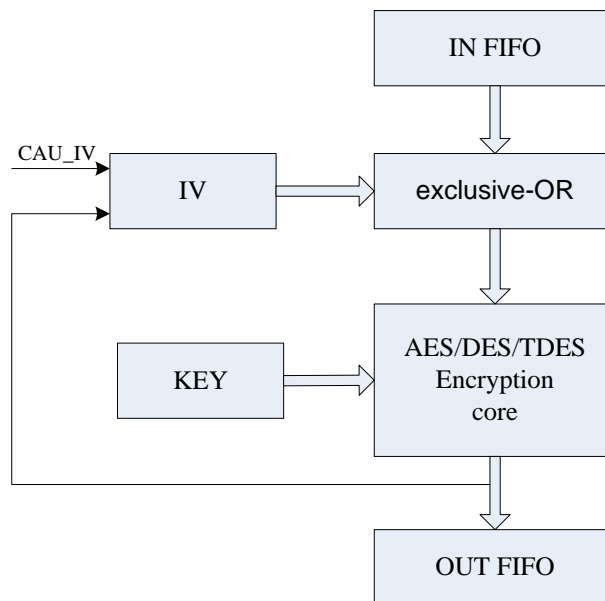 IN FIFO
CAU_IV
IV
exclusive-OR
AES/DES/TDES
Encryption
core
KEY
OUT FIFO